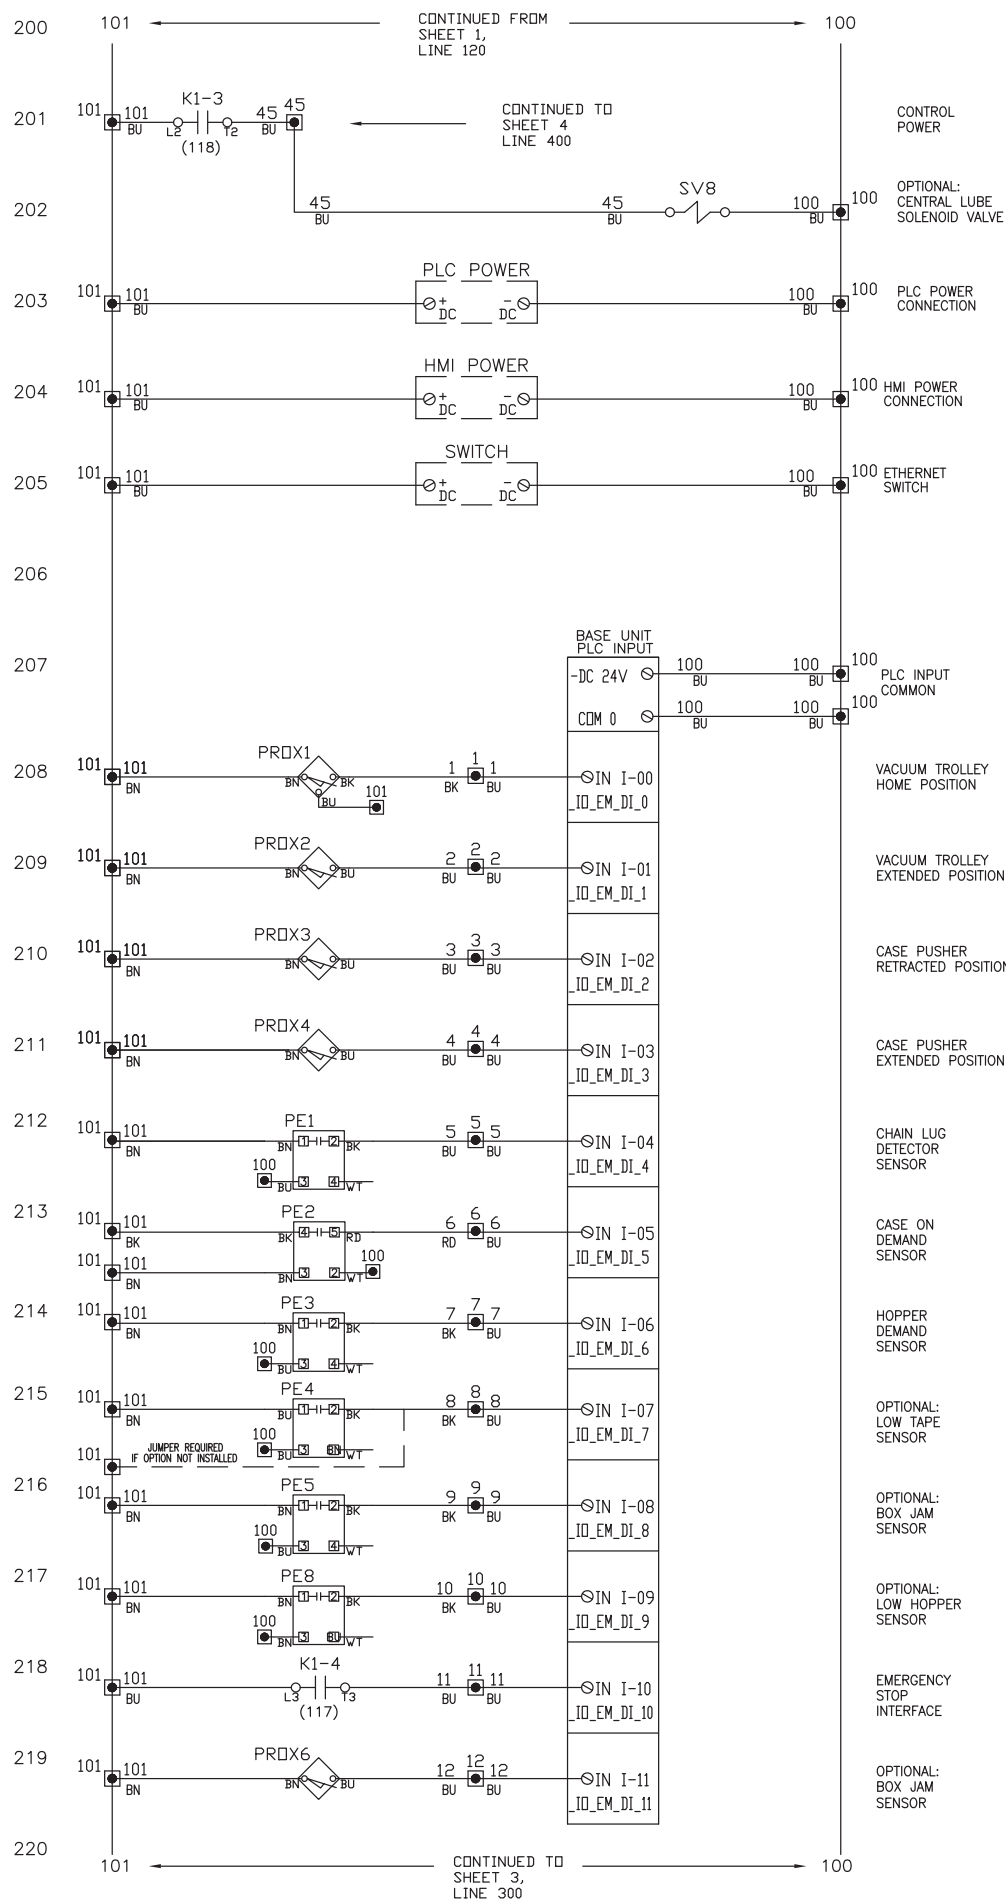 200
101
CONTINUED FROM
SHEET 1,
LINE 120
100
201
101
101
BU
K1-3
L2
T2
(118)
45
BU
45
CONTINUED TO
SHEET 4
LINE 400
CONTROL
POWER
202
45
BU
45
BU
SV8
100
BU
100
OPTIONAL:
CENTRAL LUBE
SOLENOID VALVE
203
101
101
BU
PLC POWER
+
DC
-
DC
100
BU
100
PLC POWER
CONNECTION
204
101
101
BU
HMI POWER
+
DC
-
DC
100
BU
100
HMI POWER
CONNECTION
205
101
101
BU
SWITCH
+
DC
-
DC
100
BU
100
ETHERNET
SWITCH
206
BASE UNIT
PLC INPUT
207
-DC 24V
100
BU
100
BU
100
PLC INPUT
COMMON
COM 0
100
BU
100
BU
100
208
101
101
BN
PROX1
BN
BK
BU
101
1
BK
1
1
BU
IN I-00
_IO_EM_DI_0
VACUUM TROLLEY
HOME POSITION
209
101
101
BN
PROX2
BN
BU
2
BU
2
2
BU
IN I-01
_IO_EM_DI_1
VACUUM TROLLEY
EXTENDED POSITION
210
101
101
BN
PROX3
BN
BU
3
BU
3
3
BU
IN I-02
_IO_EM_DI_2
CASE PUSHER
RETRACTED POSITION
211
101
101
BN
PROX4
BN
BU
4
BU
4
4
BU
IN I-03
_IO_EM_DI_3
CASE PUSHER
EXTENDED POSITION
212
101
101
BN
PE1
BN
1
2
BK
100
BU
3
4
WT
5
BU
5
5
BU
IN I-04
_IO_EM_DI_4
CHAIN LUG
DETECTOR
SENSOR
213
101
101
BK
PE2
BK
4
5
RD
101
101
BN
BN
3
2
WT
100
6
RD
6
6
BU
IN I-05
_IO_EM_DI_5
CASE ON
DEMAND
SENSOR
214
101
101
BN
PE3
BN
1
2
BK
100
BU
3
4
WT
7
BK
7
7
BU
IN I-06
_IO_EM_DI_6
HOPPER
DEMAND
SENSOR
215
101
101
BN
PE4
BU
1
2
BK
100
BU
3
BN
WT
8
BK
8
8
BU
IN I-07
_IO_EM_DI_7
OPTIONAL:
LOW TAPE
SENSOR
101
JUMPER REQUIRED
IF OPTION NOT INSTALLED
216
101
101
BN
PE5
BN
1
2
BK
100
BU
3
4
WT
9
BK
9
9
BU
IN I-08
_IO_EM_DI_8
OPTIONAL:
BOX JAM
SENSOR
217
101
101
BN
PE8
BN
1
2
BK
100
BN
3
BU
WT
10
BK
10
10
BU
IN I-09
_IO_EM_DI_9
OPTIONAL:
LOW HOPPER
SENSOR
218
101
101
BU
K1-4
L3
T3
(117)
11
BU
11
11
BU
IN I-10
_IO_EM_DI_10
EMERGENCY
STOP
INTERFACE
219
101
101
BN
PROX6
BN
BU
12
BU
12
12
BU
IN I-11
_IO_EM_DI_11
OPTIONAL:
BOX JAM
SENSOR
220
101
CONTINUED TO
SHEET 3,
LINE 300
100